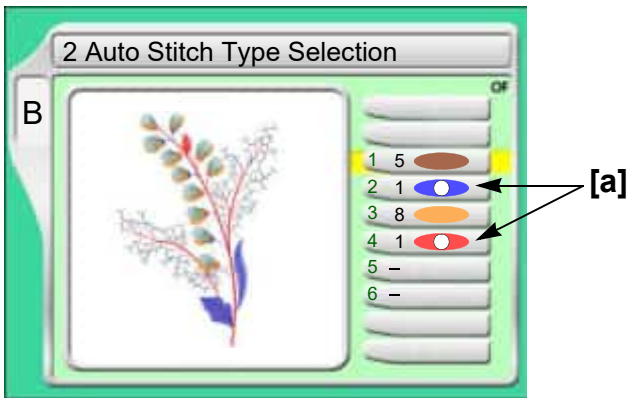 2 Auto Stitch Type Selection
B
OF
1 5
2 1
[a]
3 8
4 1
5 –
6 –